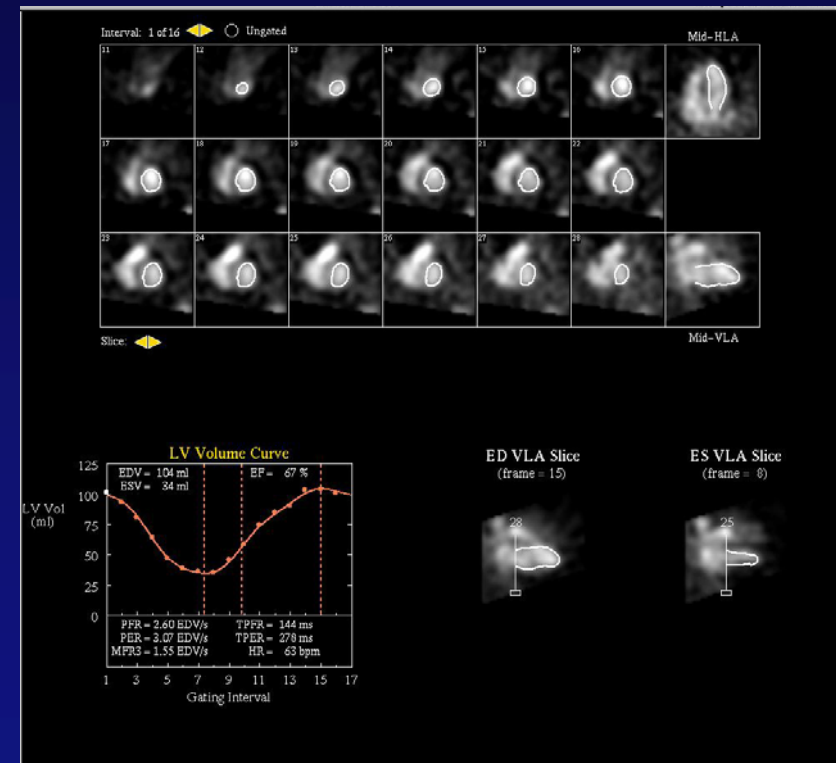 Interval: 1 of 16 Ungated
Mid-HLA
11 12 13 14 15 16
17 18 19 20 21 22
23 24 25 26 27 28
Slice:
Mid-VLA
LV Volume Curve
EDV = 104 ml EF = 67 %
ESV = 34 ml
LV Vol
(ml)
125
100
75
50
25
0
PFR = 2.60 EDV/s TPFR = 144 ms
PER = 3.07 EDV/s TPER = 278 ms
MFR3 = 1.55 EDV/s HR = 63 bpm
1 3 5 7 9 11 13 15 17
Gating Interval
ED VLA Slice
(frame = 15)
28
ES VLA Slice
(frame = 8)
25